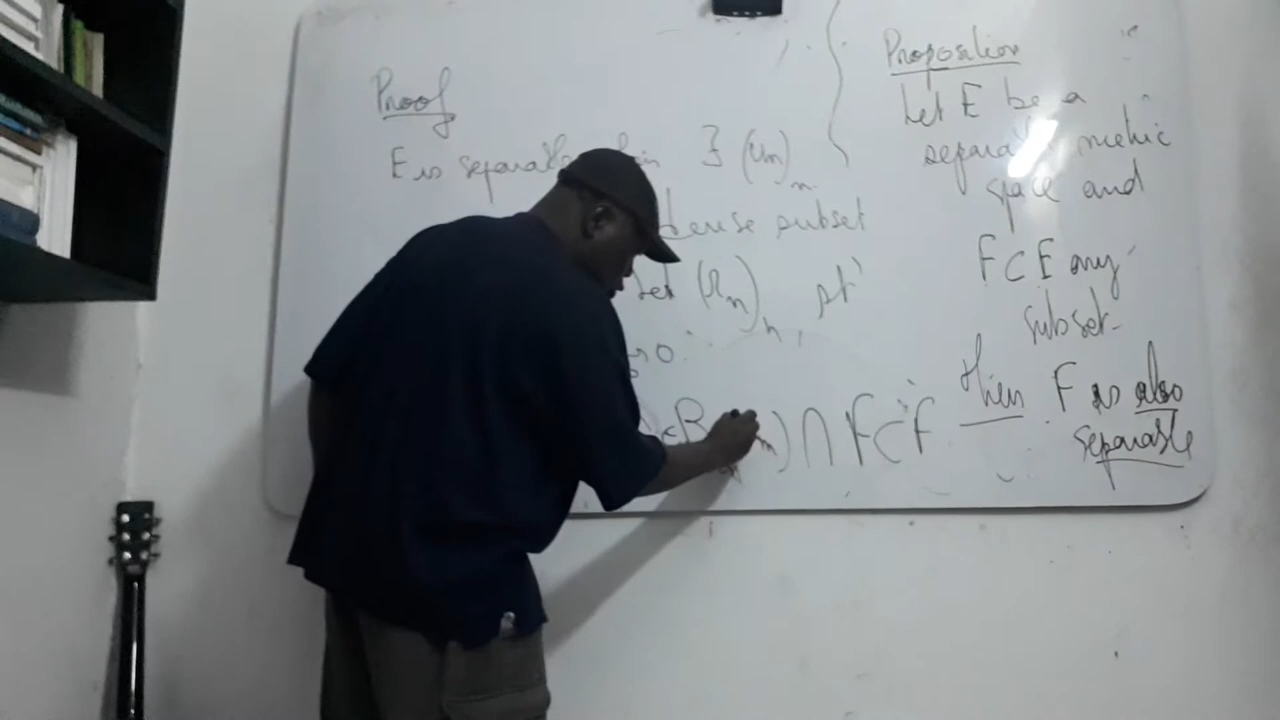 Proof
E is separable then ∃ (Un)n
dense subset
Let (Rn)n st
>0
B ) ∩ F ⊂ F
Proposition
Let E be a
separable metric
space and
F ⊂ E any
subset.
then F is also
separable